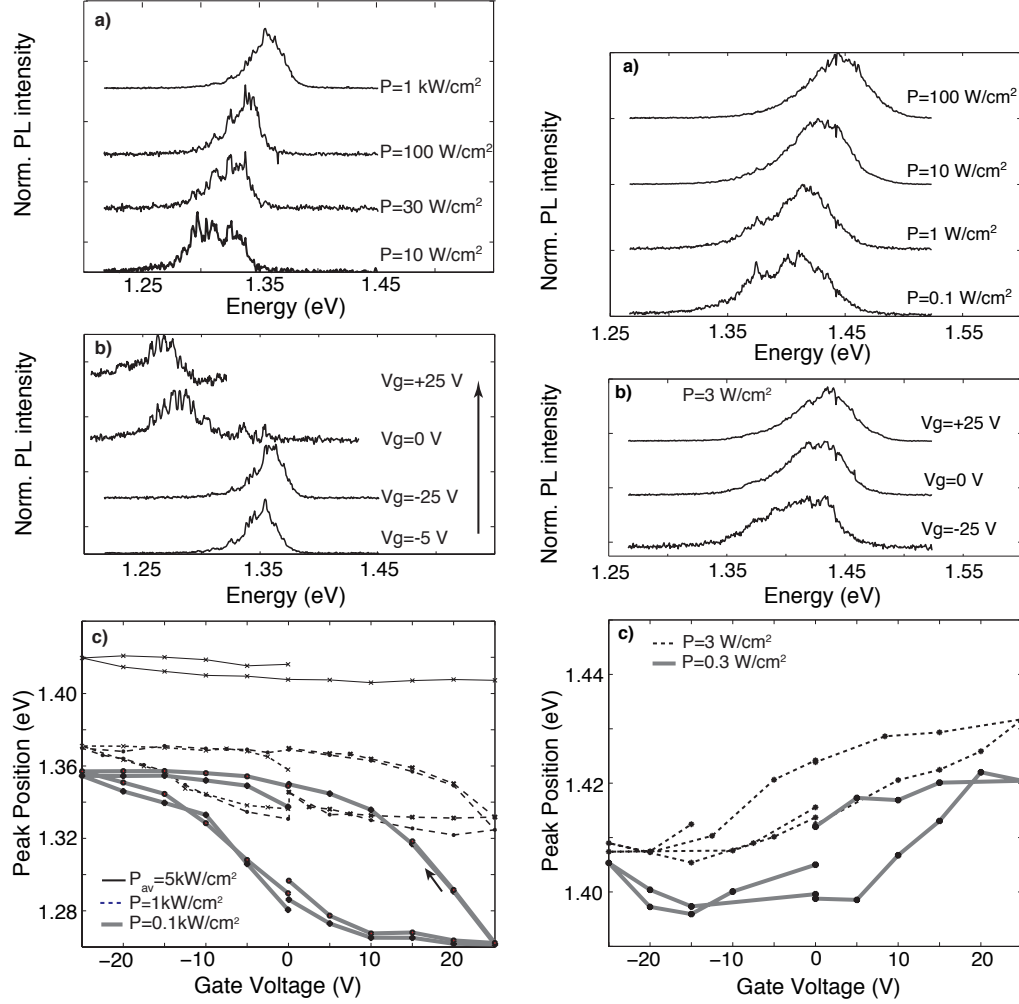 a)
Norm. PL intensity
P=1 kW/cm²
P=100 W/cm²
P=30 W/cm²
P=10 W/cm²
1.25 1.35 1.45
Energy (eV)
b)
Norm. PL intensity
Vg=+25 V
Vg=0 V
Vg=-25 V
Vg=-5 V
1.25 1.35 1.45
Energy (eV)
c)
Peak Position (eV)
1.40
1.36
1.32
1.28
P_av=5kW/cm²
P=1kW/cm²
P=0.1kW/cm²
−20 −10 0 10 20
Gate Voltage (V)
a)
Norm. PL intensity
P=100 W/cm²
P=10 W/cm²
P=1 W/cm²
P=0.1 W/cm²
1.25 1.35 1.45 1.55
Energy (eV)
b)
P=3 W/cm²
Norm. PL intensity
Vg=+25 V
Vg=0 V
Vg=-25 V
1.25 1.35 1.45 1.55
Energy (eV)
c)
P=3 W/cm²
P=0.3 W/cm²
Peak Position (eV)
1.44
1.42
1.40
−20 −10 0 10 20
Gate Voltage (V)